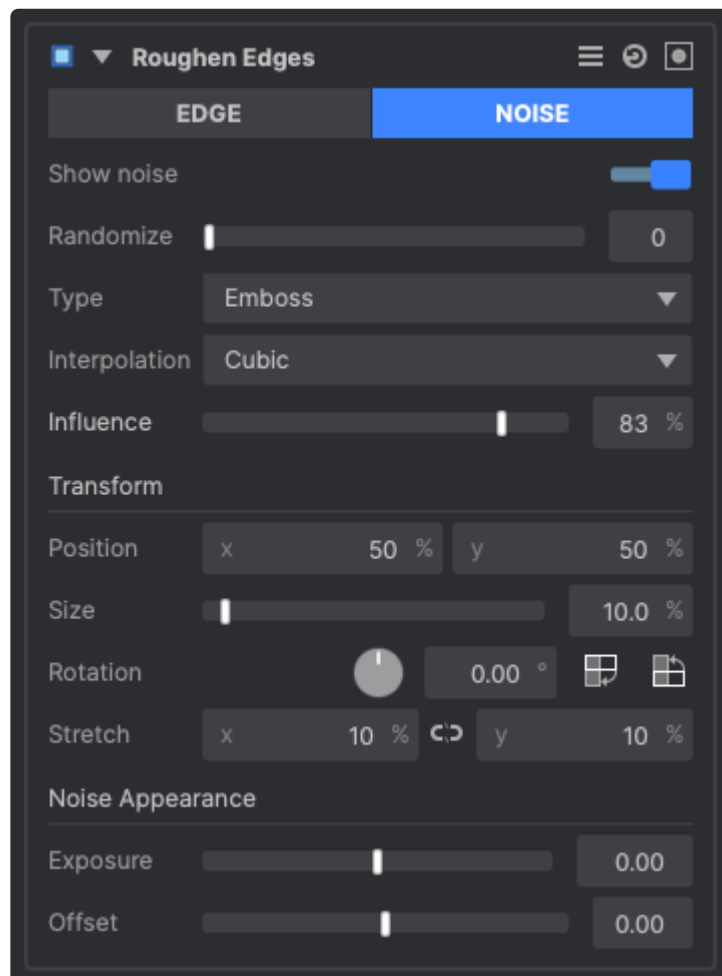 Roughen Edges
EDGE NOISE
Show noise
Randomize 0
Type Emboss
Interpolation Cubic
Influence 83 %
Transform
Position x 50 % y 50 %
Size 10.0 %
Rotation 0.00 °
Stretch x 10 % y 10 %
Noise Appearance
Exposure 0.00
Offset 0.00